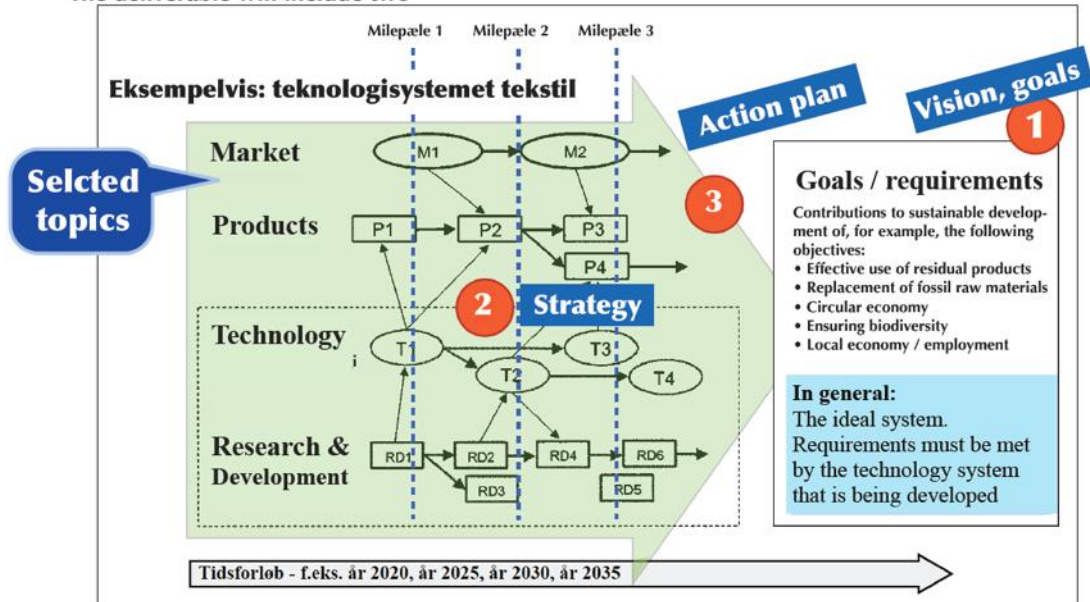 Milepæle 1 Milepæle 2 Milepæle 3
Eksempelvis: teknologisystemet tekstil
Action plan
Vision, goals
1
Selcted
topics
Market
M1
M2
3
Products
P1
P2
P3
P4
2
Strategy
Technology
i
T1
T2
T3
T4
Research &
Development
RD1
RD2
RD4
RD6
RD3
RD5
Goals / requirements
Contributions to sustainable develop-
ment of, for example, the following
objectives:
• Effective use of residual products
• Replacement of fossil raw materials
• Circular economy
• Ensuring biodiversity
• Local economy / employment
In general:
The ideal system.
Requirements must be met
by the technology system
that is being developed
Tidsforløb - f.eks. år 2020, år 2025, år 2030, år 2035